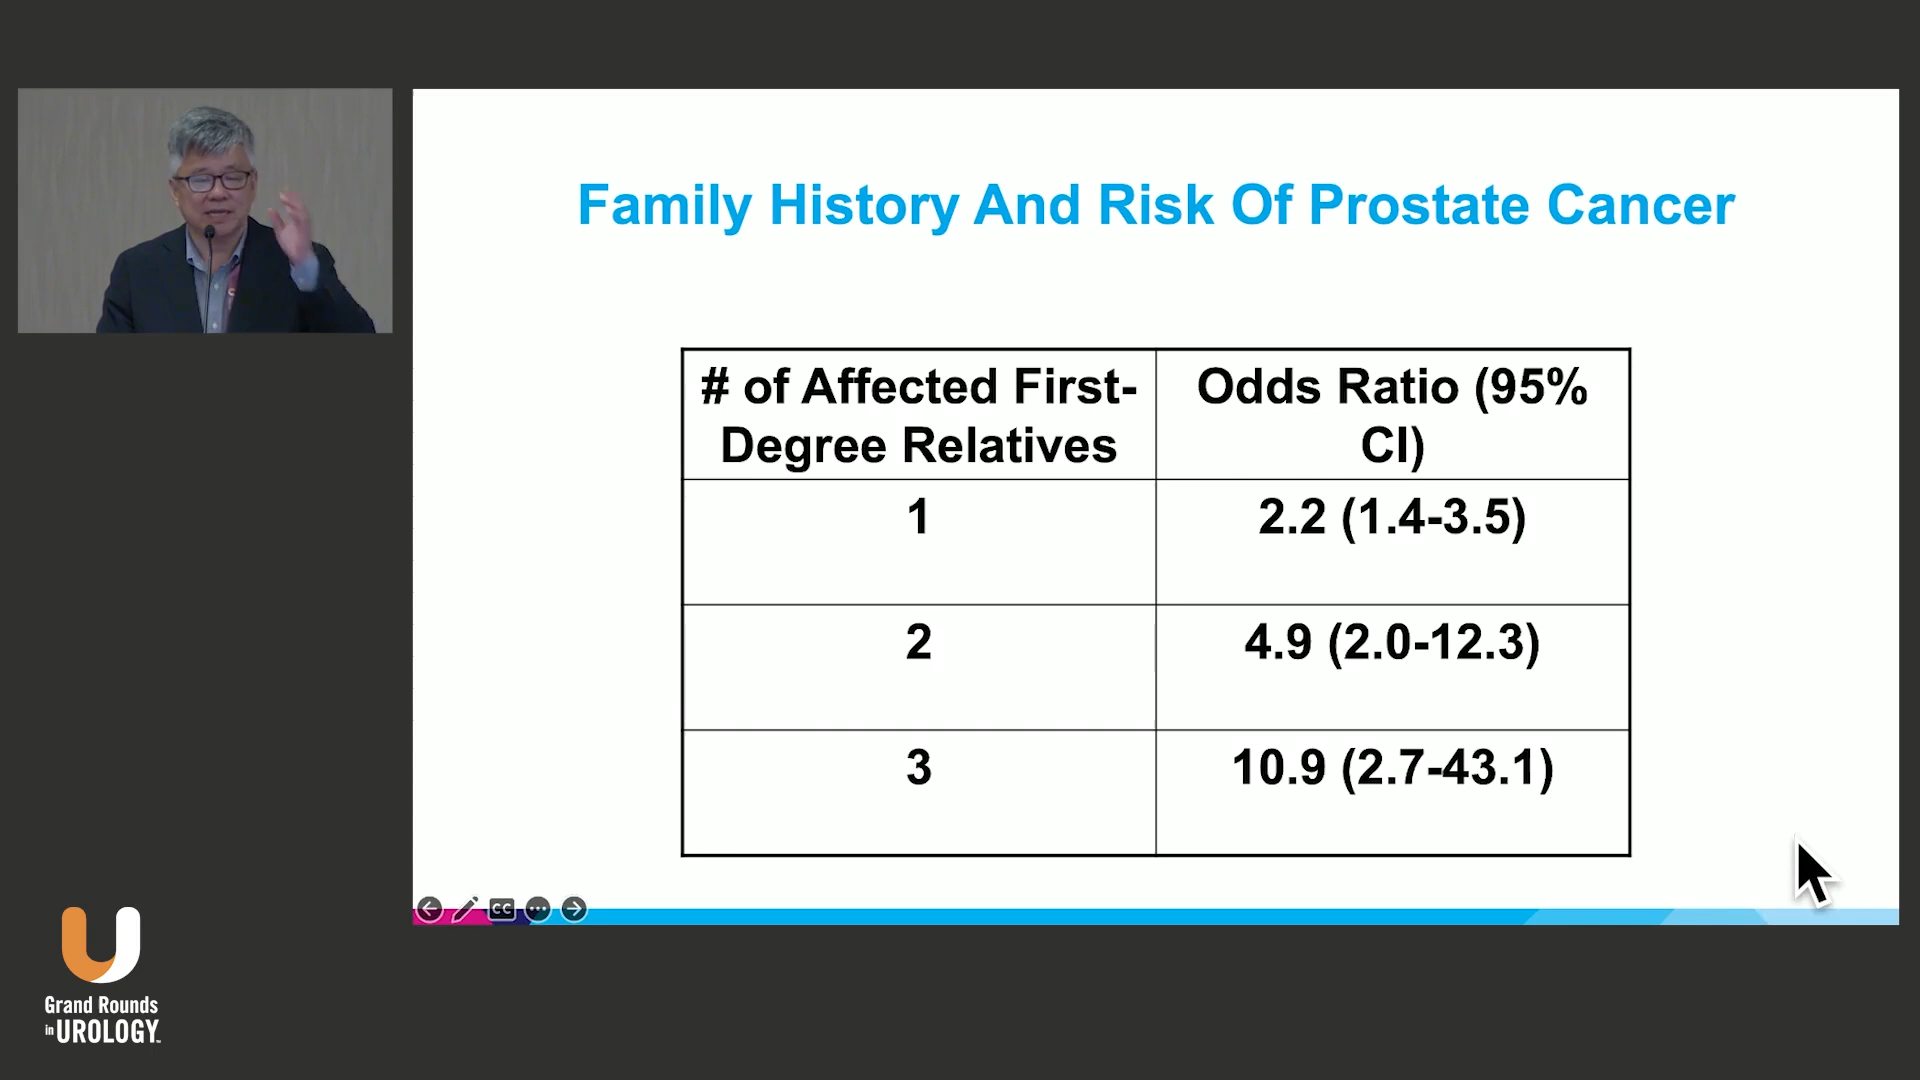 Family History And Risk Of Prostate Cancer
# of Affected First-
Degree Relatives
Odds Ratio (95%
CI)
1
2.2 (1.4-3.5)
2
4.9 (2.0-12.3)
3
10.9 (2.7-43.1)
CC
U
Grand Rounds
in UROLOGY™